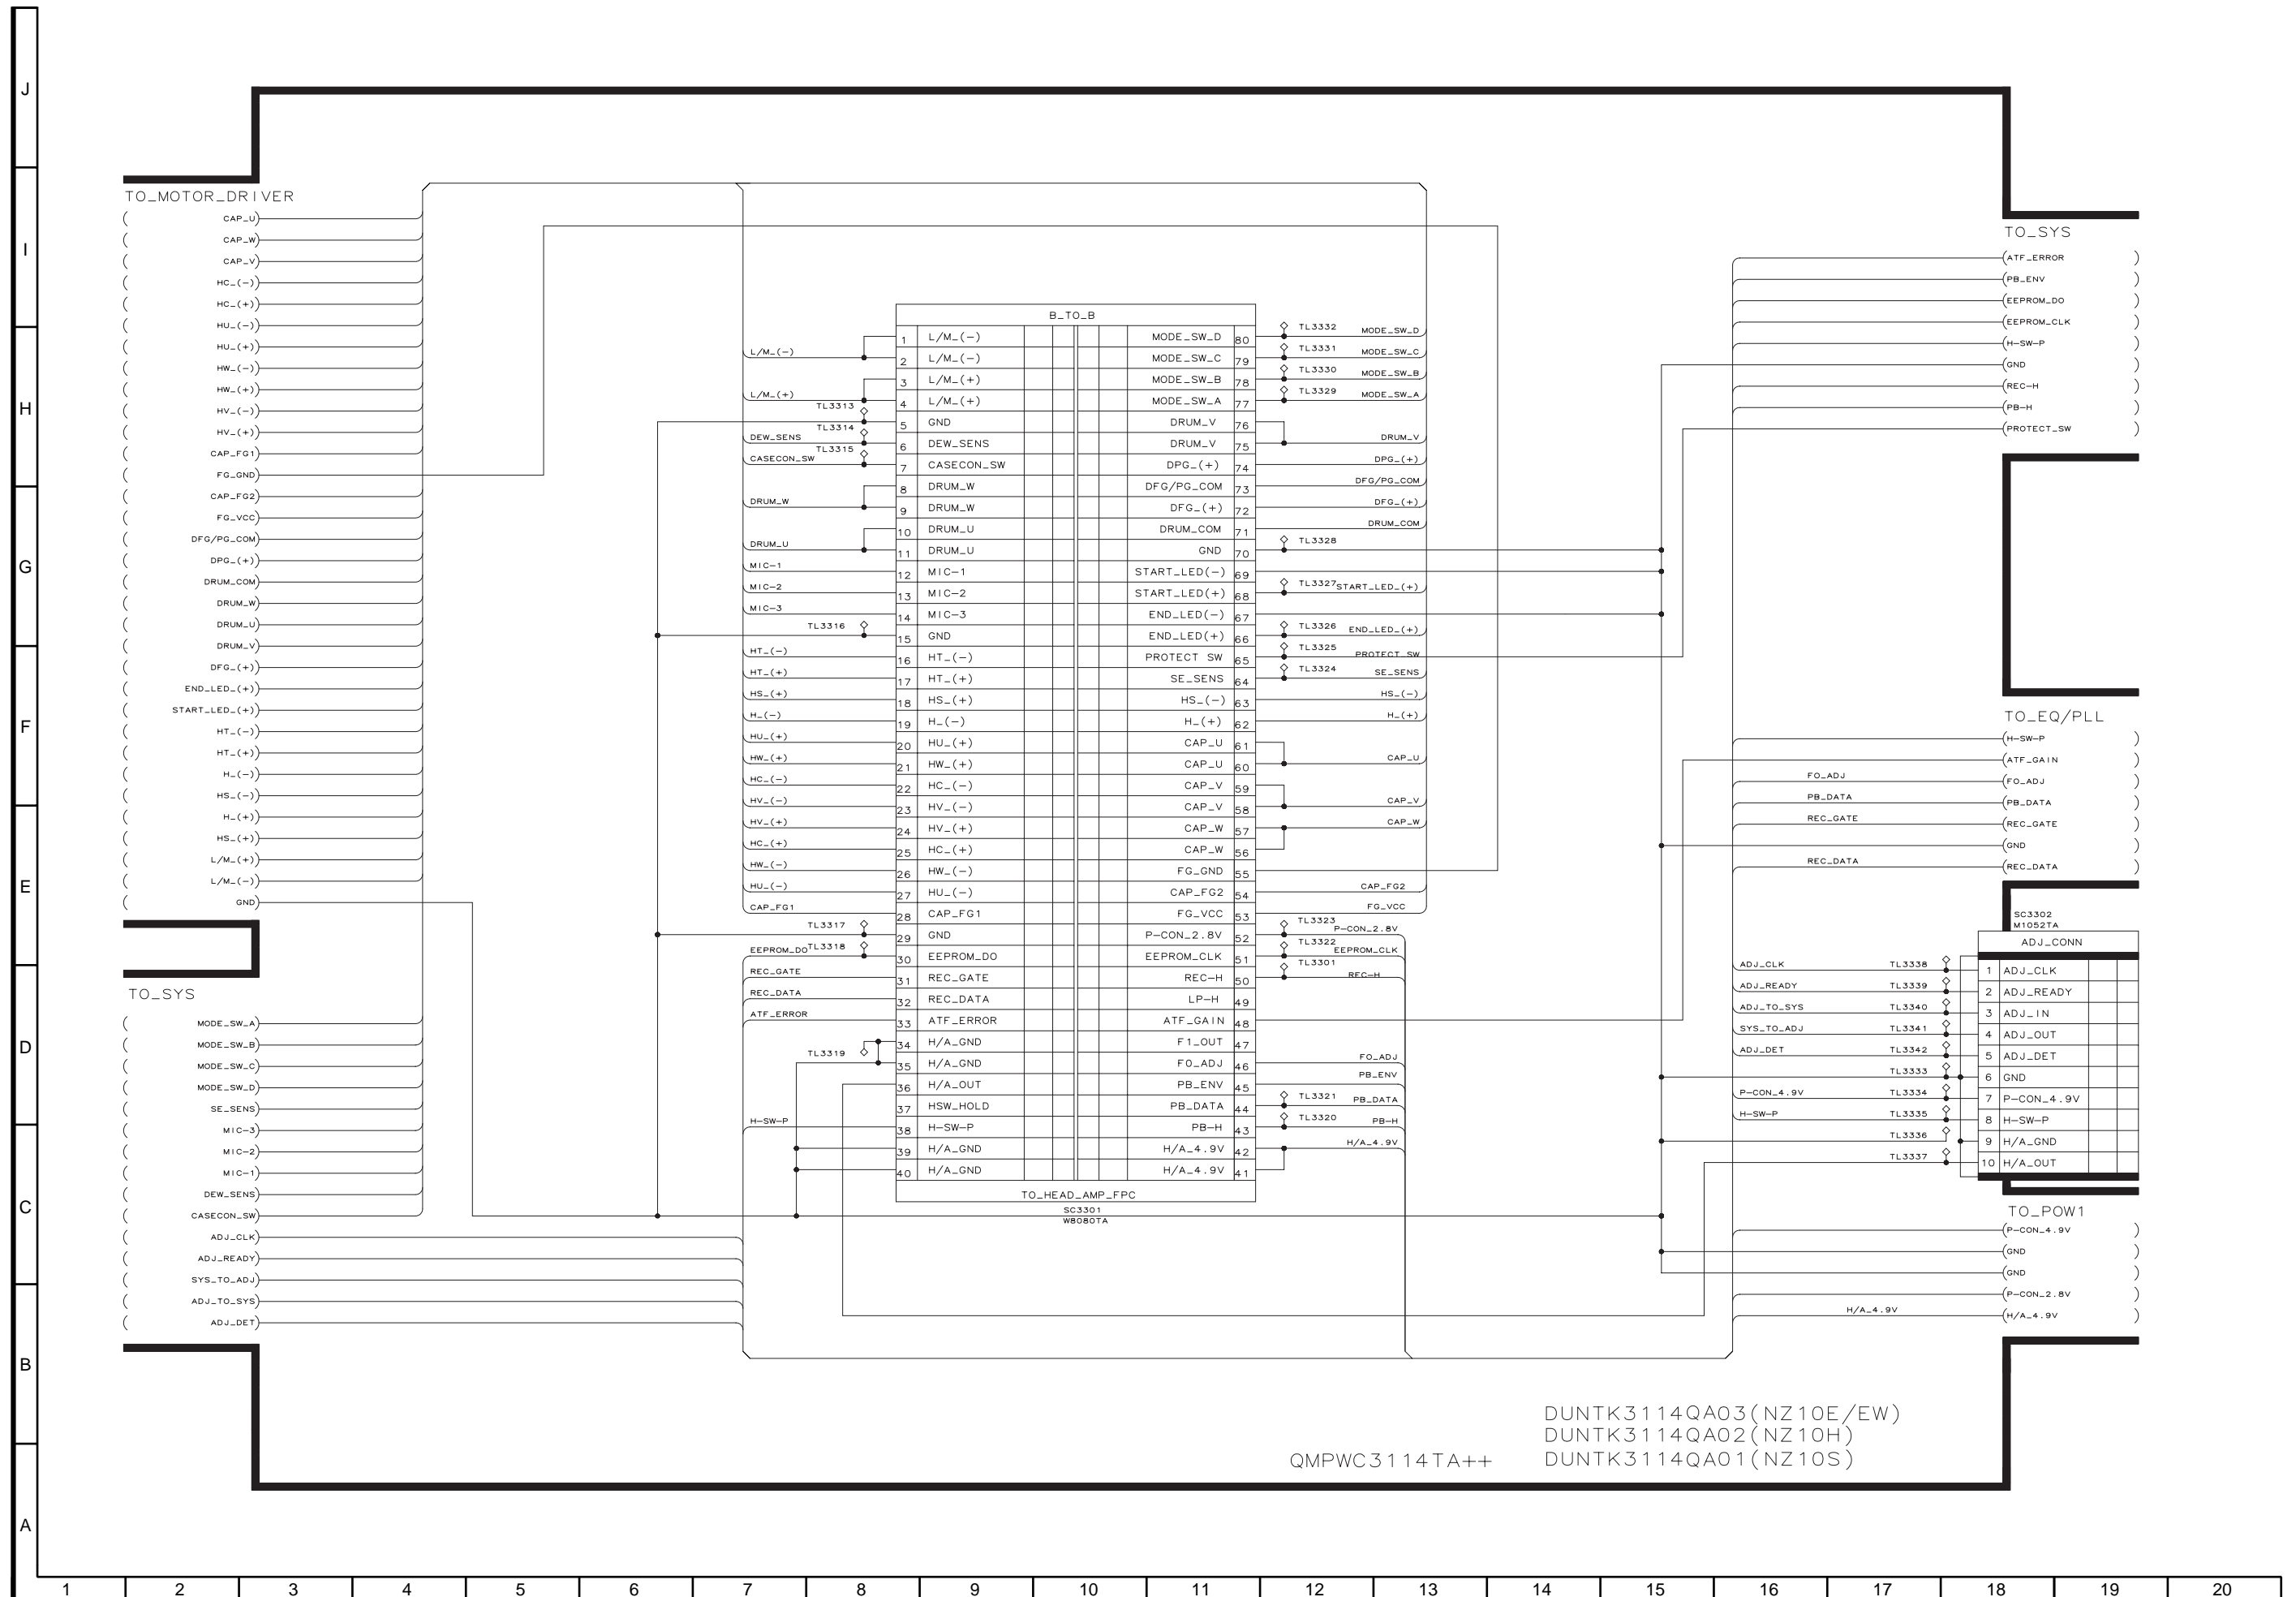 J
I
H
G
F
E
D
C
B
A
TO_MOTOR_DRIVER
CAP_U
CAP_W
CAP_V
HC_(-)
HC_(+)
HU_(-)
HU_(+)
HW_(-)
HW_(+)
HV_(-)
HV_(+)
CAP_FG1
FG_GND
CAP_FG2
FG_VCC
DFG/PG_COM
DPG_(+)
DRUM_COM
DRUM_W
DRUM_U
DRUM_V
DFG_(+)
END_LED_(+)
START_LED_(+)
HT_(-)
HT_(+)
H_(-)
HS_(-)
H_(+)
HS_(+)
L/M_(+)
L/M_(-)
GND
TO_SYS
MODE_SW_A
MODE_SW_B
MODE_SW_C
MODE_SW_D
SE_SENS
MIC-3
MIC-2
MIC-1
DEW_SENS
CASECON_SW
ADJ_CLK
ADJ_READY
SYS_TO_ADJ
ADJ_TO_SYS
ADJ_DET
L/M_(-)
L/M_(+)
TL3313
TL3314
DEW_SENS
TL3315
CASECON_SW
DRUM_W
DRUM_U
MIC-1
MIC-2
MIC-3
TL3316
HT_(-)
HT_(+)
HS_(+)
H_(-)
HU_(+)
HW_(+)
HC_(-)
HV_(-)
HV_(+)
HC_(+)
HW_(-)
HU_(-)
CAP_FG1
TL3317
EEPROM_DO TL3318
REC_GATE
REC_DATA
ATF_ERROR
TL3319
H-SW-P
B_TO_B
1 L/M_(-) MODE_SW_D 80
2 L/M_(-) MODE_SW_C 79
3 L/M_(+) MODE_SW_B 78
4 L/M_(+) MODE_SW_A 77
5 GND DRUM_V 76
6 DEW_SENS DRUM_V 75
7 CASECON_SW DPG_(+) 74
8 DRUM_W DFG/PG_COM 73
9 DRUM_W DFG_(+) 72
10 DRUM_U DRUM_COM 71
11 DRUM_U GND 70
12 MIC-1 START_LED(-) 69
13 MIC-2 START_LED(+) 68
14 MIC-3 END_LED(-) 67
15 GND END_LED(+) 66
16 HT_(-) PROTECT SW 65
17 HT_(+) SE_SENS 64
18 HS_(+) HS_(-) 63
19 H_(-) H_(+) 62
20 HU_(+) CAP_U 61
21 HW_(+) CAP_U 60
22 HC_(-) CAP_V 59
23 HV_(-) CAP_V 58
24 HV_(+) CAP_W 57
25 HC_(+) CAP_W 56
26 HW_(-) FG_GND 55
27 HU_(-) CAP_FG2 54
28 CAP_FG1 FG_VCC 53
29 GND P-CON_2.8V 52
30 EEPROM_DO EEPROM_CLK 51
31 REC_GATE REC-H 50
32 REC_DATA LP-H 49
33 ATF_ERROR ATF_GAIN 48
34 H/A_GND F1_OUT 47
35 H/A_GND FO_ADJ 46
36 H/A_OUT PB_ENV 45
37 HSW_HOLD PB_DATA 44
38 H-SW-P PB-H 43
39 H/A_GND H/A_4.9V 42
40 H/A_GND H/A_4.9V 41
TO_HEAD_AMP_FPC
SC3301
W8080TA
TL3332 MODE_SW_D
TL3331 MODE_SW_C
TL3330 MODE_SW_B
TL3329 MODE_SW_A
DRUM_V
DPG_(+)
DFG/PG_COM
DFG_(+)
DRUM_COM
TL3328
TL3327 START_LED_(+)
TL3326 END_LED_(+)
TL3325 PROTECT SW
TL3324 SE_SENS
HS_(-)
H_(+)
CAP_U
CAP_V
CAP_W
CAP_FG2
FG_VCC
TL3323 P-CON_2.8V
TL3322 EEPROM_CLK
TL3301 REC-H
FO_ADJ
PB_ENV
TL3321 PB_DATA
TL3320 PB-H
H/A_4.9V
TO_SYS
ATF_ERROR
PB_ENV
EEPROM_DO
EEPROM_CLK
H-SW-P
GND
REC-H
PB-H
PROTECT_SW
TO_EQ/PLL
H-SW-P
ATF_GAIN
FO_ADJ FO_ADJ
PB_DATA PB_DATA
REC_GATE REC_GATE
GND
REC_DATA REC_DATA
SC3302
M1052TA
ADJ_CONN
ADJ_CLK TL3338 1 ADJ_CLK
ADJ_READY TL3339 2 ADJ_READY
ADJ_TO_SYS TL3340 3 ADJ_IN
SYS_TO_ADJ TL3341 4 ADJ_OUT
ADJ_DET TL3342 5 ADJ_DET
TL3333 6 GND
P-CON_4.9V TL3334 7 P-CON_4.9V
H-SW-P TL3335 8 H-SW-P
TL3336 9 H/A_GND
TL3337 10 H/A_OUT
TO_POW1
P-CON_4.9V
GND
GND
P-CON_2.8V
H/A_4.9V H/A_4.9V
DUNTK3114QA03(NZ10E/EW)
DUNTK3114QA02(NZ10H)
QMPWC3114TA++ DUNTK3114QA01(NZ10S)
1 2 3 4 5 6 7 8 9 10 11 12 13 14 15 16 17 18 19 20